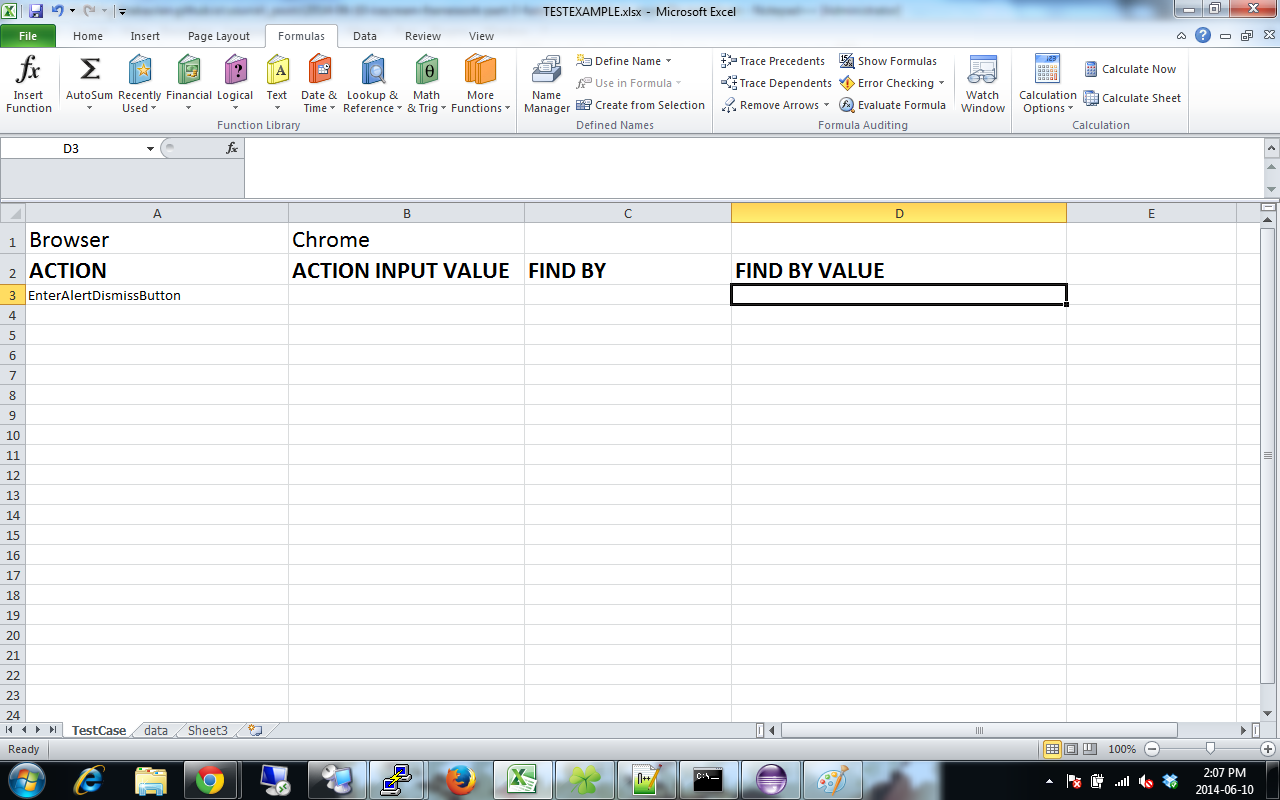 TESTEXAMPLE.xlsx - Microsoft Excel
File Home Insert Page Layout Formulas Data Review View
Insert Function
AutoSum
Recently Used
Financial
Logical
Text
Date & Time
Lookup & Reference
Math & Trig
More Functions
Function Library
Name Manager
Define Name
Use in Formula
Create from Selection
Defined Names
Trace Precedents
Trace Dependents
Remove Arrows
Show Formulas
Error Checking
Evaluate Formula
Formula Auditing
Watch Window
Calculation Options
Calculate Now
Calculate Sheet
Calculation
D3 fx
A B C D E
1 Browser Chrome
2 ACTION ACTION INPUT VALUE FIND BY FIND BY VALUE
3 EnterAlertDismissButton
4
5
6
7
8
9
10
11
12
13
14
15
16
17
18
19
20
21
22
23
24
TestCase data Sheet3
Ready 100%
2:07 PM
2014-06-10